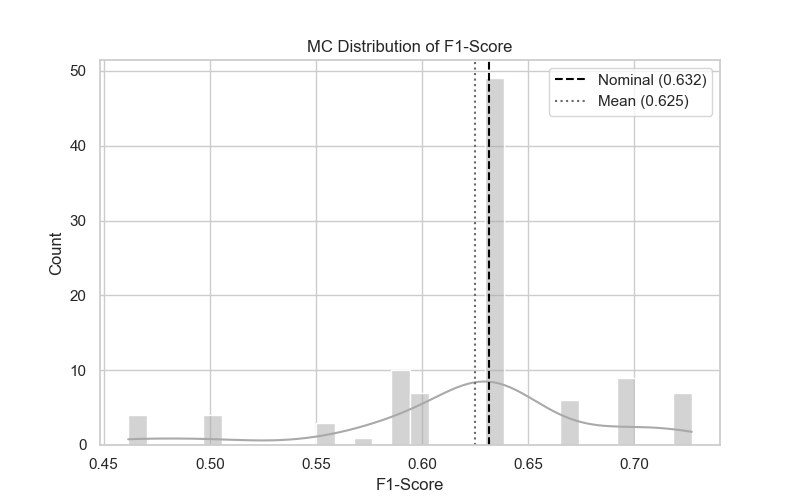 MC Distribution of F1-Score
Nominal (0.632)
Mean (0.625)
50
40
30
20
10
0
Count
0.45 0.50 0.55 0.60 0.65 0.70
F1-Score